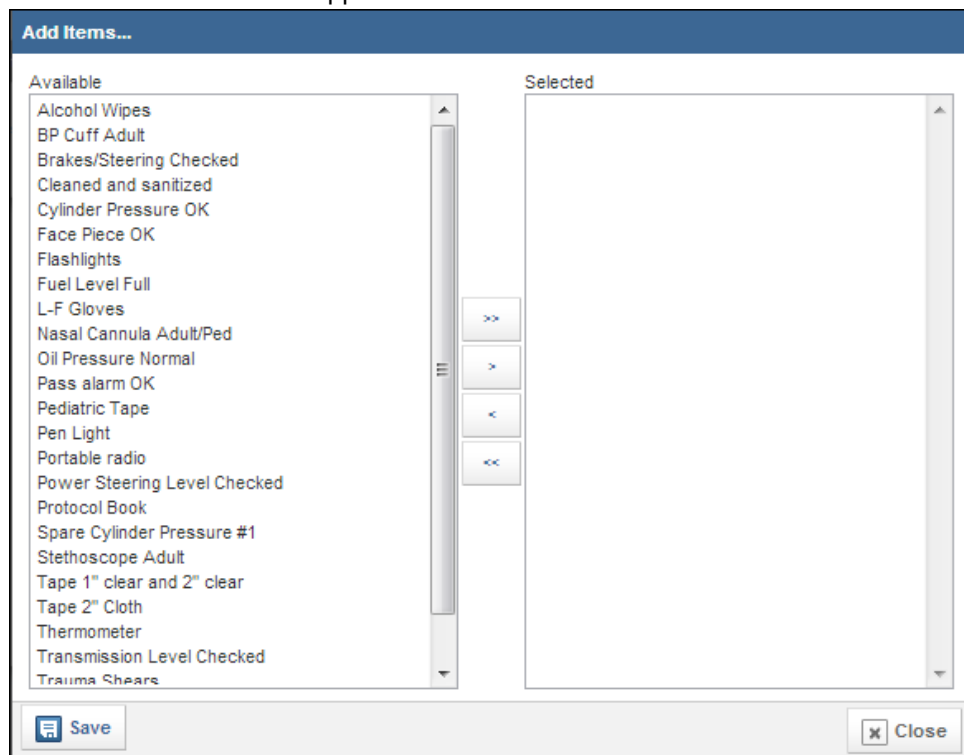 Add Items...
Available
Selected
Alcohol Wipes
BP Cuff Adult
Brakes/Steering Checked
Cleaned and sanitized
Cylinder Pressure OK
Face Piece OK
Flashlights
Fuel Level Full
L-F Gloves
Nasal Cannula Adult/Ped
Oil Pressure Normal
Pass alarm OK
Pediatric Tape
Pen Light
Portable radio
Power Steering Level Checked
Protocol Book
Spare Cylinder Pressure #1
Stethoscope Adult
Tape 1" clear and 2" clear
Tape 2" Cloth
Thermometer
Transmission Level Checked
Trauma Shears
>>
>
<
<<
Save
Close